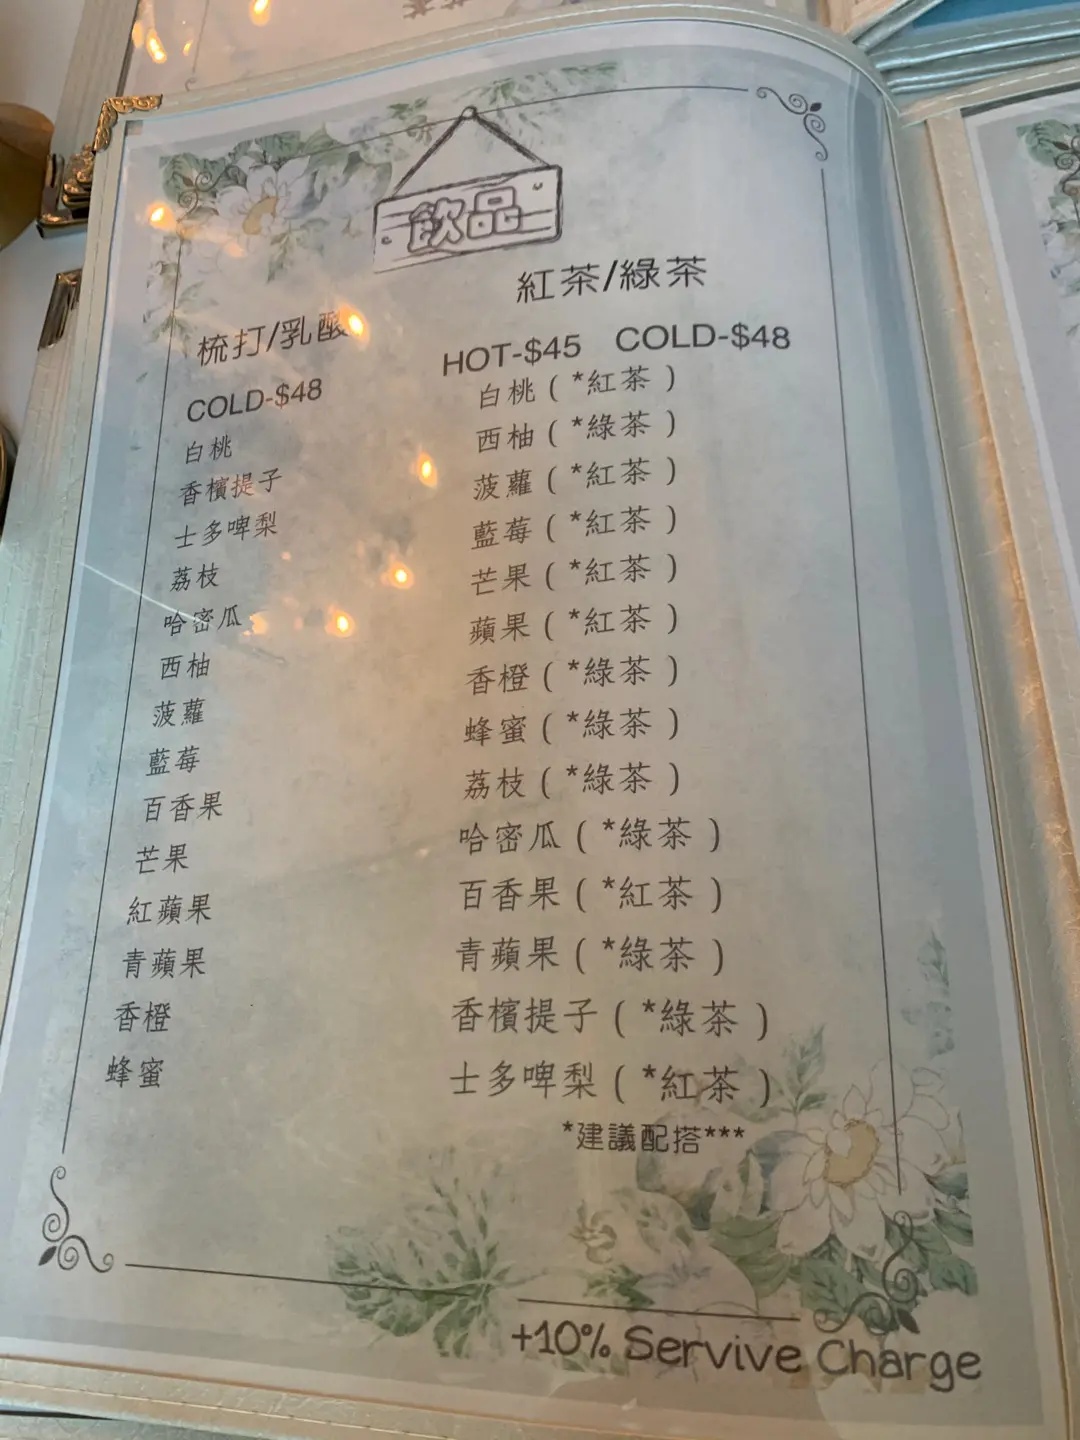 飲品
梳打/乳酸
COLD-$48
白桃
香檳提子
士多啤梨
荔枝
哈密瓜
西柚
菠蘿
藍莓
百香果
芒果
紅蘋果
青蘋果
香橙
蜂蜜
紅茶/綠茶
HOT-$45 COLD-$48
白桃 ( *紅茶 )
西柚 ( *綠茶 )
菠蘿 ( *紅茶 )
藍莓 ( *紅茶 )
芒果 ( *紅茶 )
蘋果 ( *紅茶 )
香橙 ( *綠茶 )
蜂蜜 ( *綠茶 )
荔枝 ( *綠茶 )
哈密瓜 ( *綠茶 )
百香果 ( *紅茶 )
青蘋果 ( *綠茶 )
香檳提子 ( *綠茶 )
士多啤梨 ( *紅茶 )
*建議配搭***
+10% Servive Charge